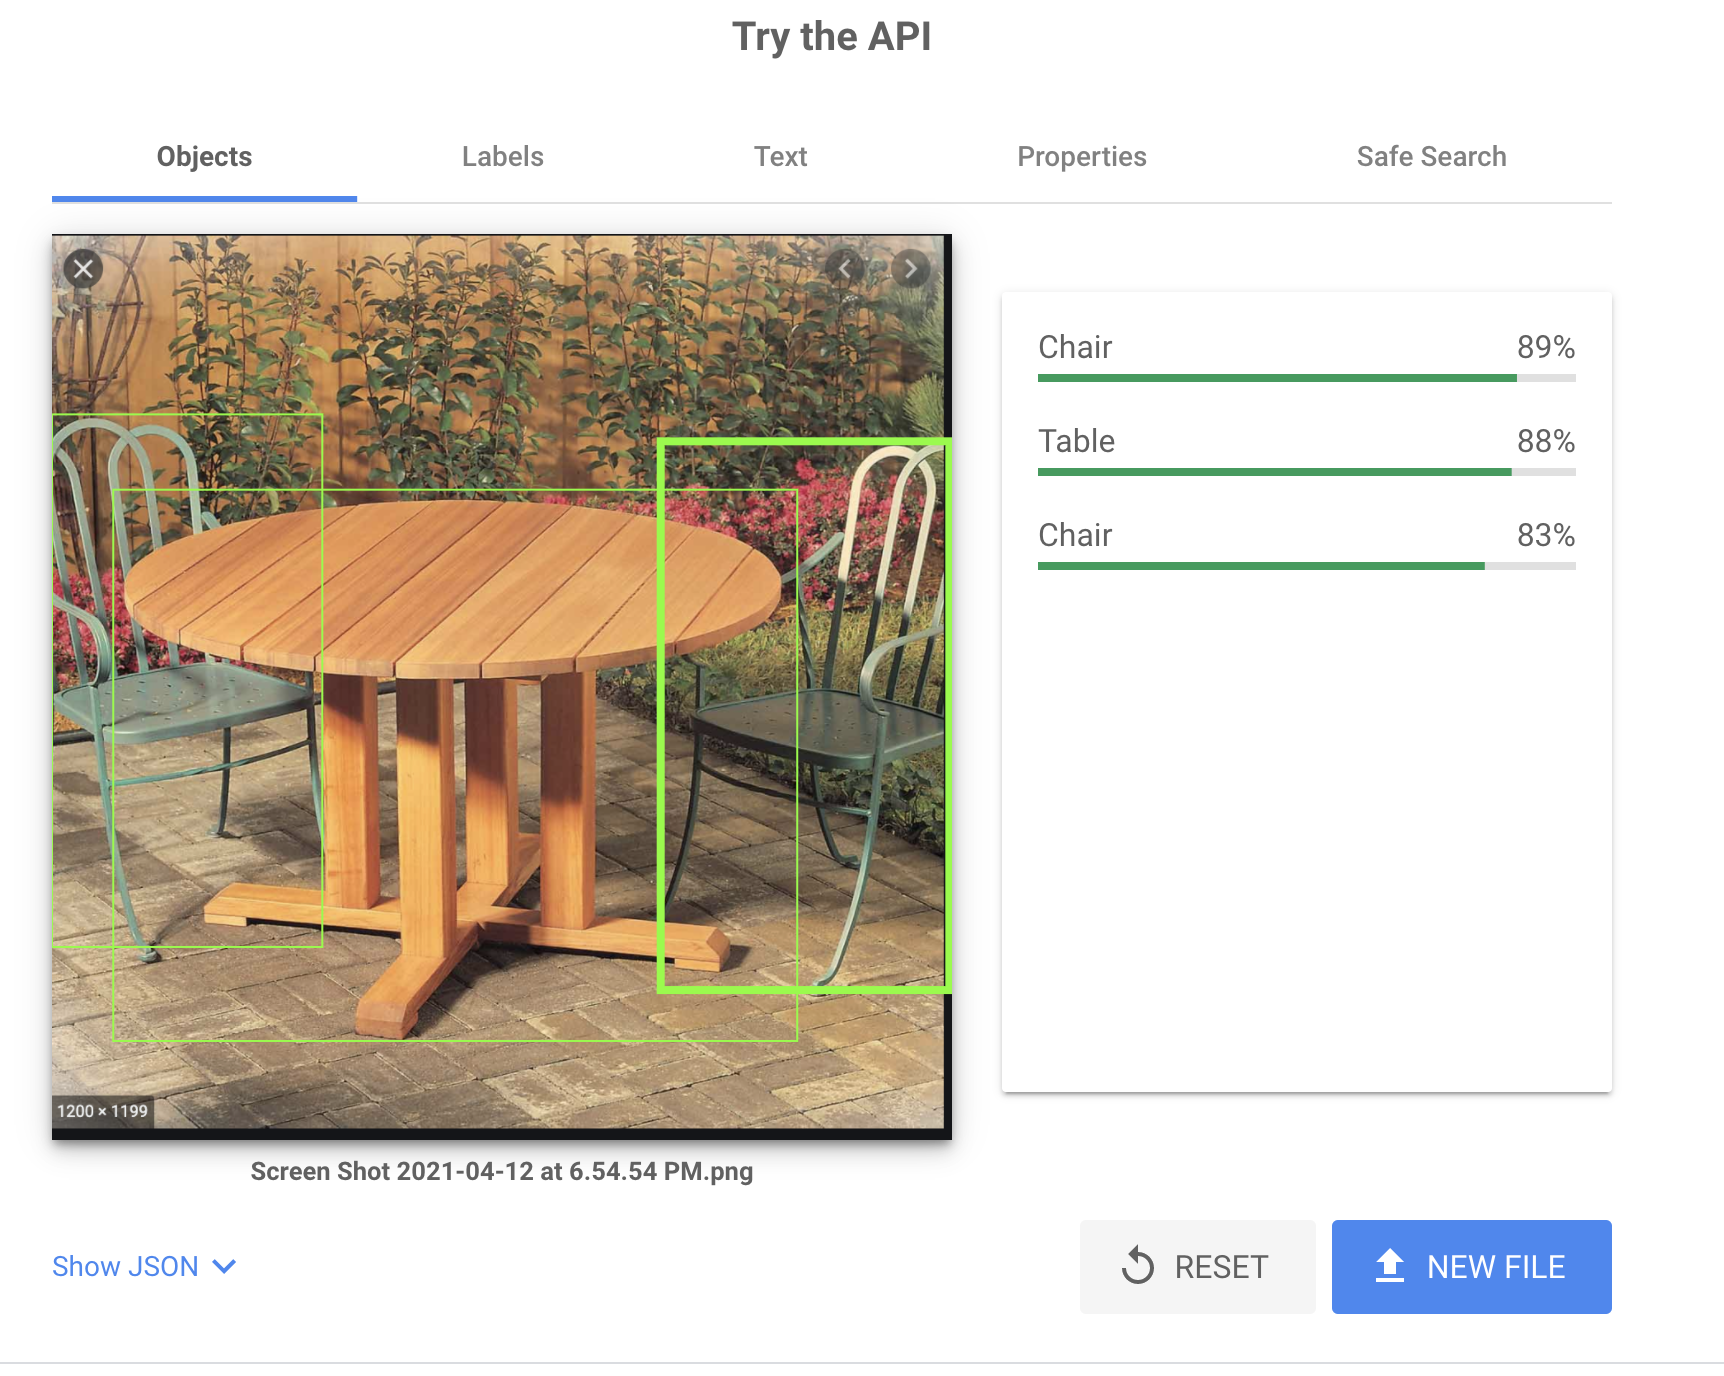 Try the API
Objects Labels Text Properties Safe Search
Chair 89%
Table 88%
Chair 83%
1200 × 1199
Screen Shot 2021-04-12 at 6.54.54 PM.png
Show JSON RESET NEW FILE